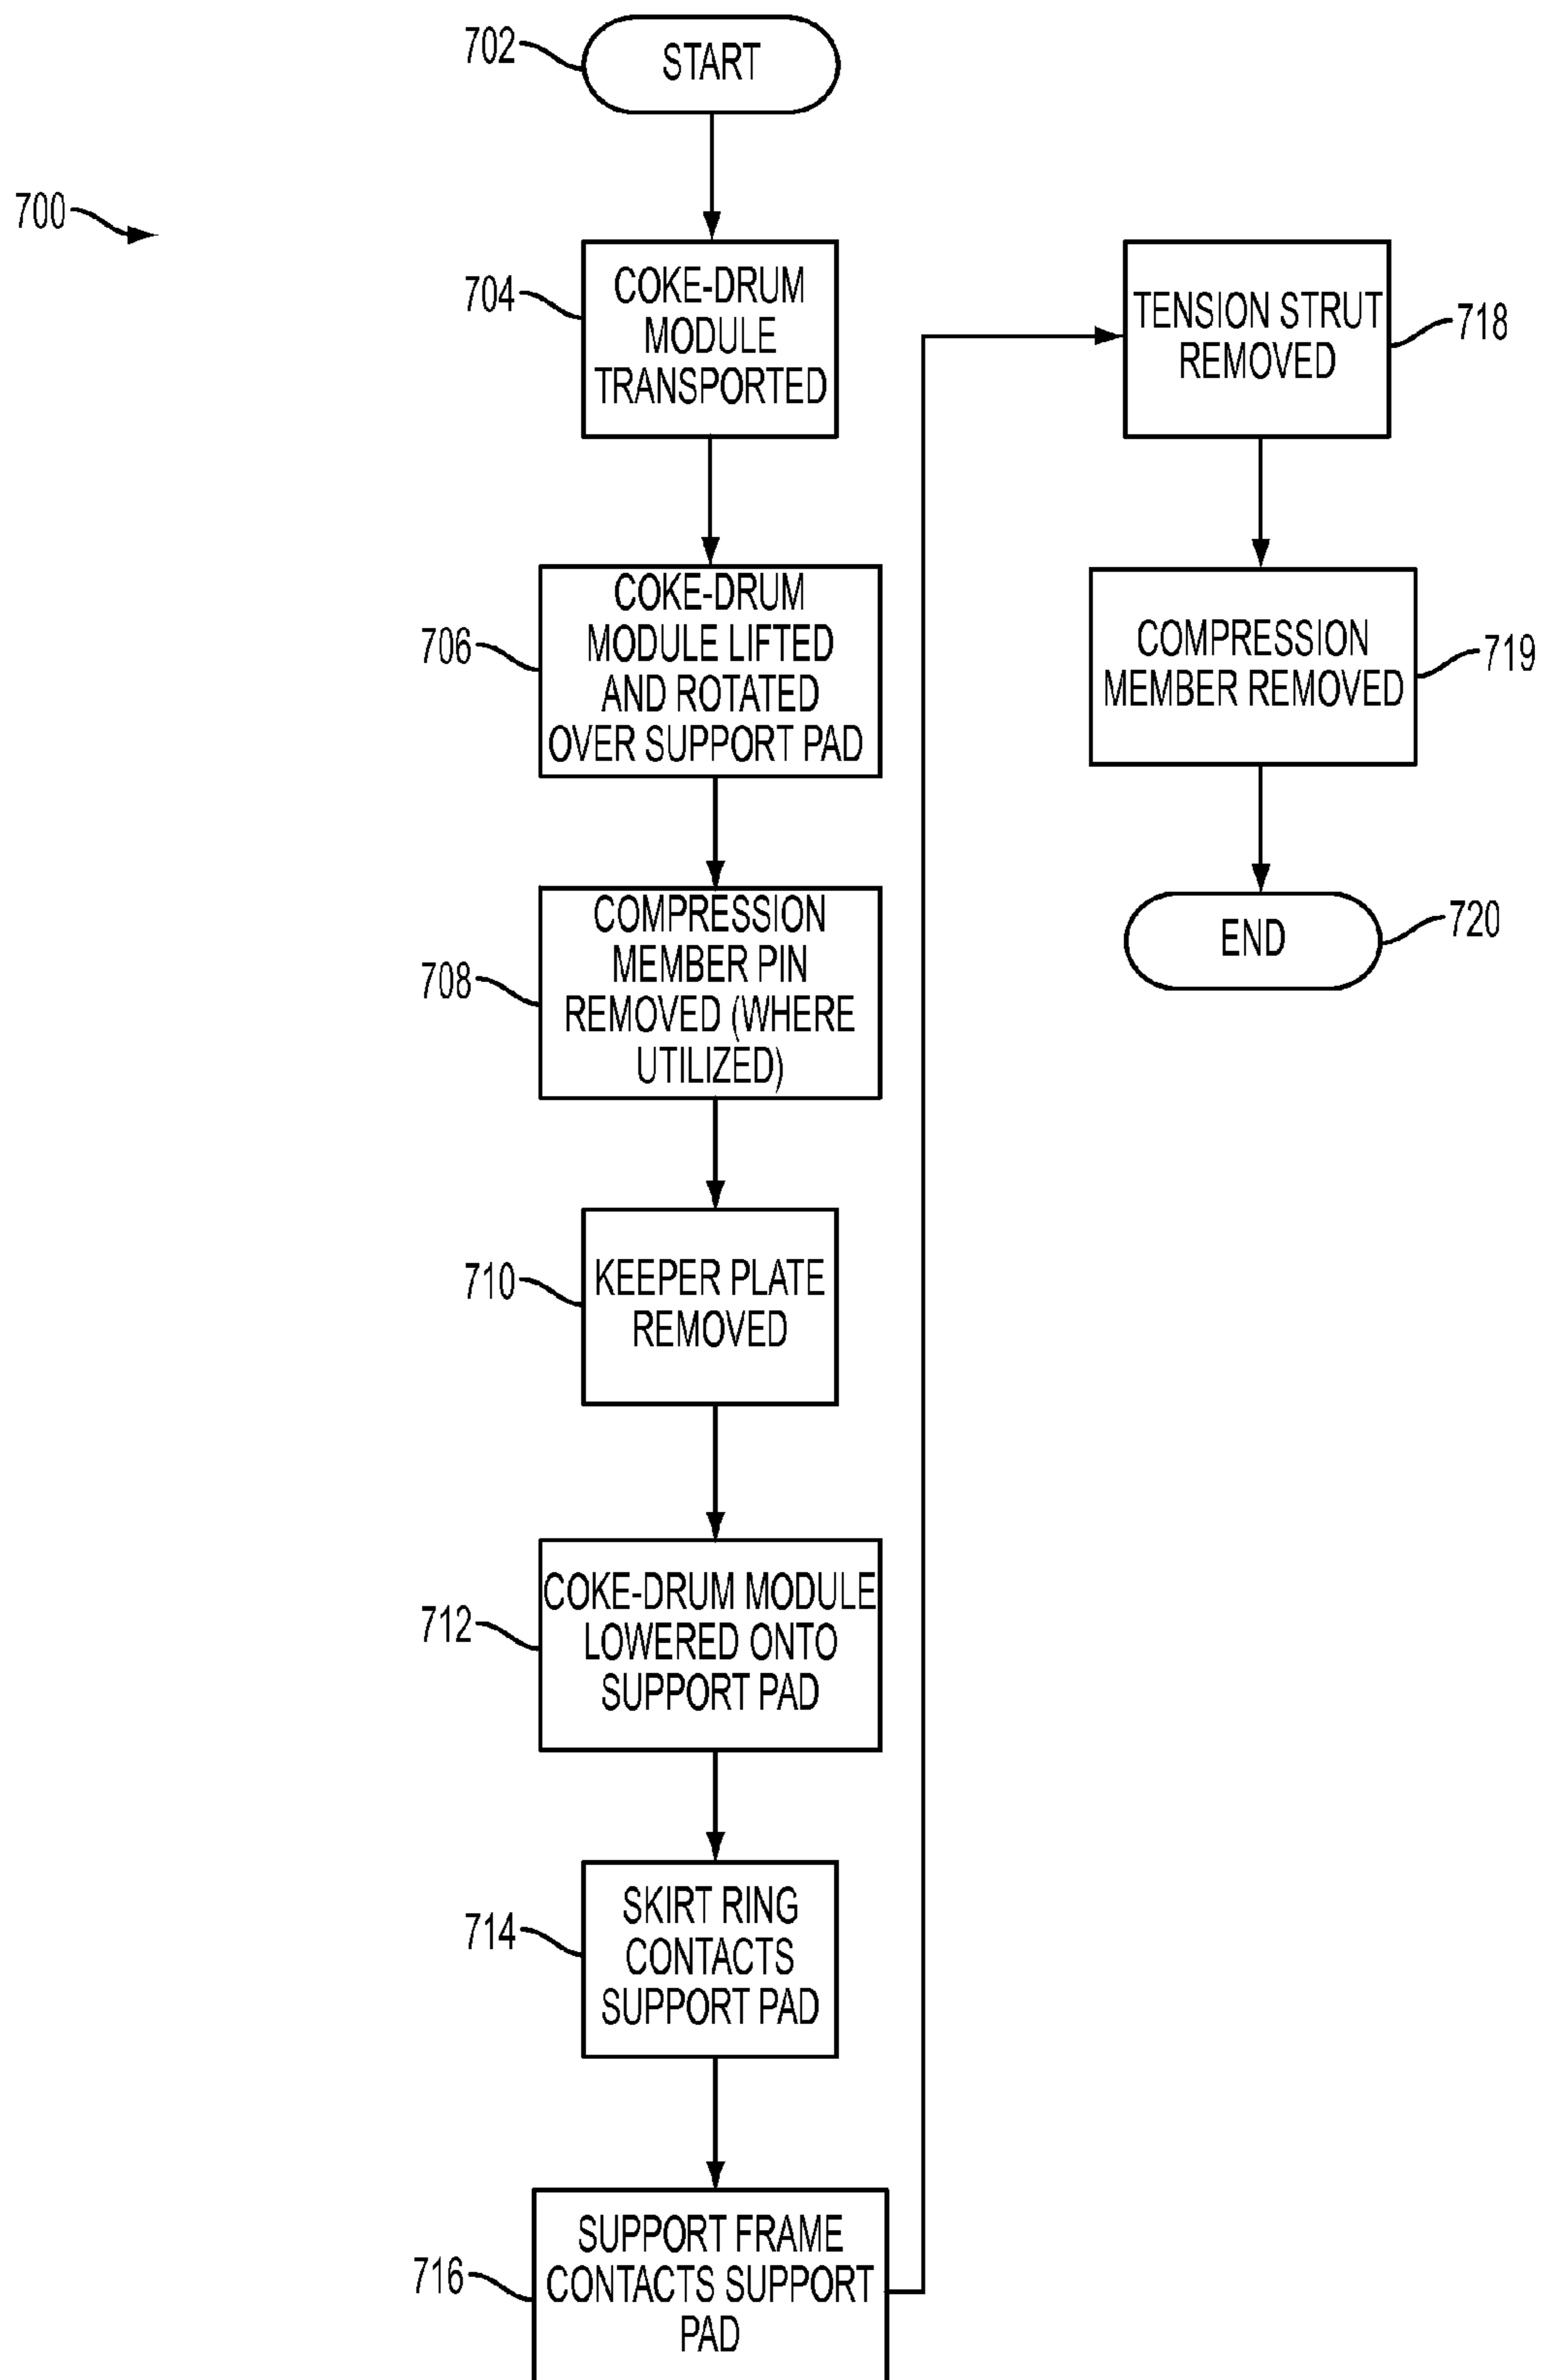 702
START
700
704
COKE-DRUM
MODULE
TRANSPORTED
706
COKE-DRUM
MODULE LIFTED
AND ROTATED
OVER SUPPORT PAD
708
COMPRESSION
MEMBER PIN
REMOVED (WHERE
UTILIZED)
710
KEEPER PLATE
REMOVED
712
COKE-DRUM MODULE
LOWERED ONTO
SUPPORT PAD
714
SKIRT RING
CONTACTS
SUPPORT PAD
716
SUPPORT FRAME
CONTACTS SUPPORT
PAD
TENSION STRUT
REMOVED
718
COMPRESSION
MEMBER REMOVED
719
END
720